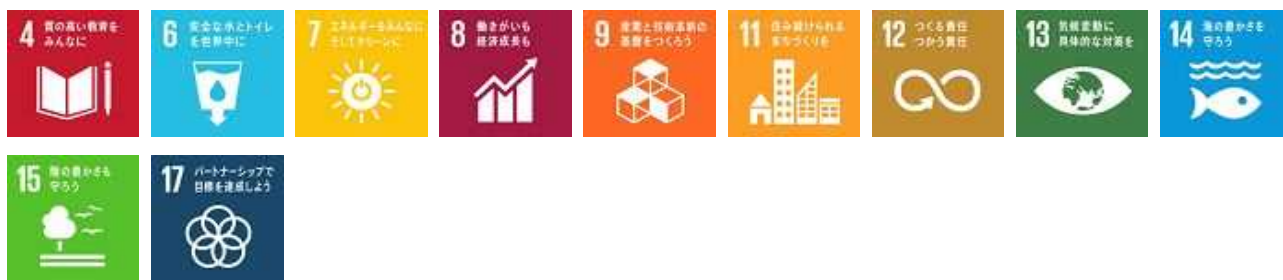 4 質の高い教育を
みんなに
6 安全な水とトイレ
を世界中に
7 エネルギーをみんなに
そしてクリーンに
8 働きがいも
経済成長も
9 産業と技術革新の
基盤をつくろう
11 住み続けられる
まちづくりを
12 つくる責任
つかう責任
13 気候変動に
具体的な対策を
14 海の豊かさを
守ろう
15 陸の豊かさも
守ろう
17 パートナーシップで
目標を達成しよう